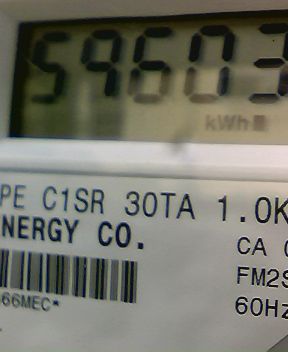 59603
kWh
PE C1SR 30TA 1.0K
NERGY CO.
CA
FM2S
66MEC*
60Hz